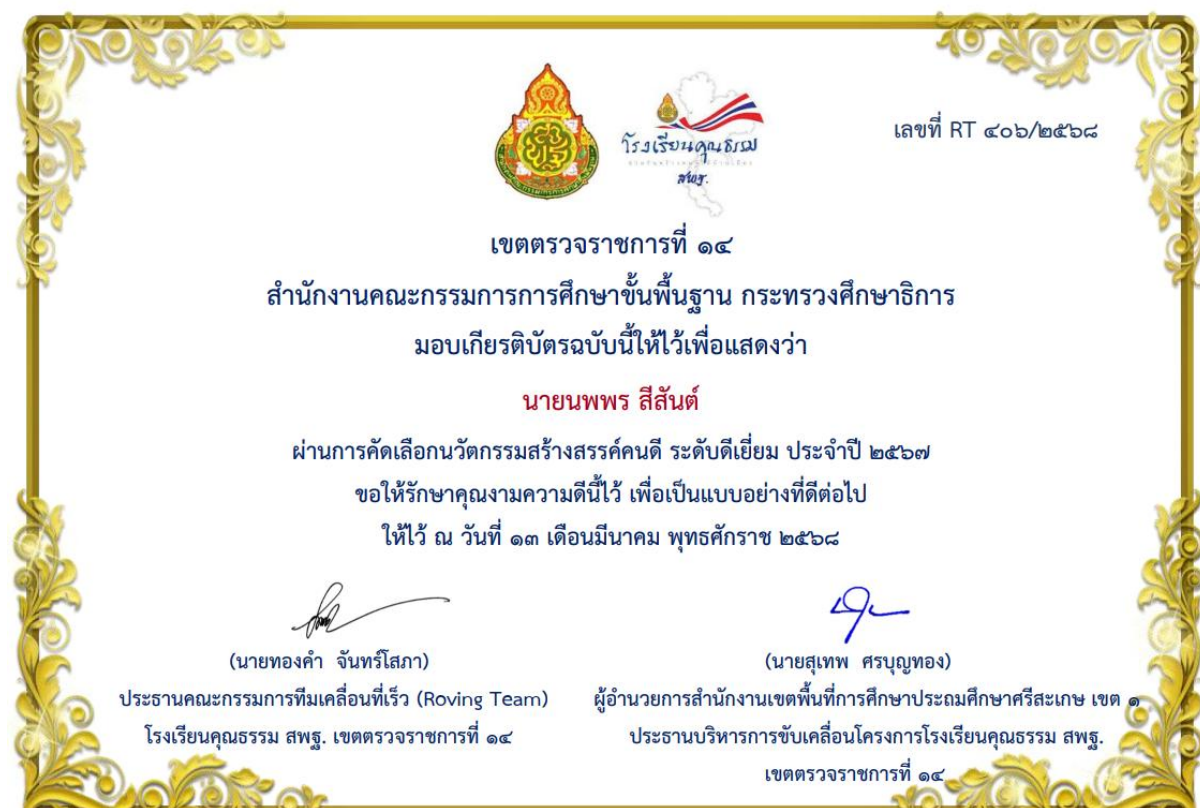 เลขที่ RT ๔๐๖/๒๕๖๘
โรงเรียนคุณธรรม
สพฐ.
เขตตรวจราชการที่ ๑๔
สำนักงานคณะกรรมการการศึกษาขั้นพื้นฐาน กระทรวงศึกษาธิการ
มอบเกียรติบัตรฉบับนี้ให้ไว้เพื่อแสดงว่า
นายนพพร สีสันต์
ผ่านการคัดเลือกนวัตกรรมสร้างสรรค์คนดี ระดับดีเยี่ยม ประจำปี ๒๕๖๗
ขอให้รักษาคุณงามความดีนี้ไว้ เพื่อเป็นแบบอย่างที่ดีต่อไป
ให้ไว้ ณ วันที่ ๑๓ เดือนมีนาคม พุทธศักราช ๒๕๖๘
(นายทองคำ จันทร์โสภา)
ประธานคณะกรรมการทีมเคลื่อนที่เร็ว (Roving Team)
โรงเรียนคุณธรรม สพฐ. เขตตรวจราชการที่ ๑๔
(นายสุเทพ ศรบุญทอง)
ผู้อำนวยการสำนักงานเขตพื้นที่การศึกษาประถมศึกษาศรีสะเกษ เขต ๑
ประธานบริหารการขับเคลื่อนโครงการโรงเรียนคุณธรรม สพฐ.
เขตตรวจราชการที่ ๑๔